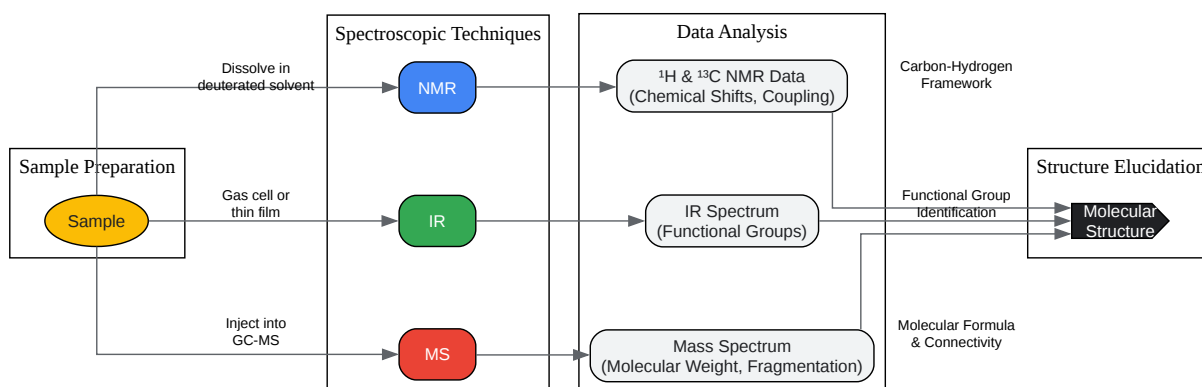 Spectroscopic Techniques
Data Analysis
Dissolve in
deuterated solvent
NMR
¹H & ¹³C NMR Data
(Chemical Shifts, Coupling)
Carbon-Hydrogen
Framework
Sample Preparation
Structure Elucidation
Sample
Gas cell or
thin film
IR
IR Spectrum
(Functional Groups)
Functional Group
Identification
Molecular
Structure
Inject into
GC-MS
MS
Mass Spectrum
(Molecular Weight, Fragmentation)
Molecular Formula
& Connectivity